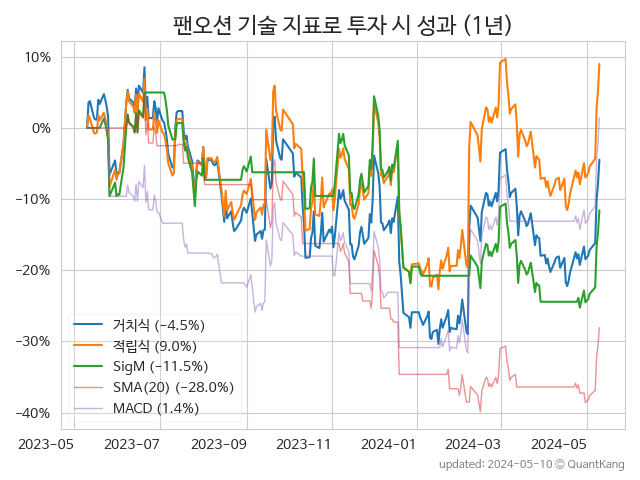 팬오션 기술 지표로 투자 시 성과 (1년)
10%
0%
−10%
−20%
−30%
−40%
거치식 (−4.5%)
적립식 (9.0%)
SigM (−11.5%)
SMA(20) (−28.0%)
MACD (1.4%)
2023-05 2023-07 2023-09 2023-11 2024-01 2024-03 2024-05
updated: 2024-05-10 © QuantKang